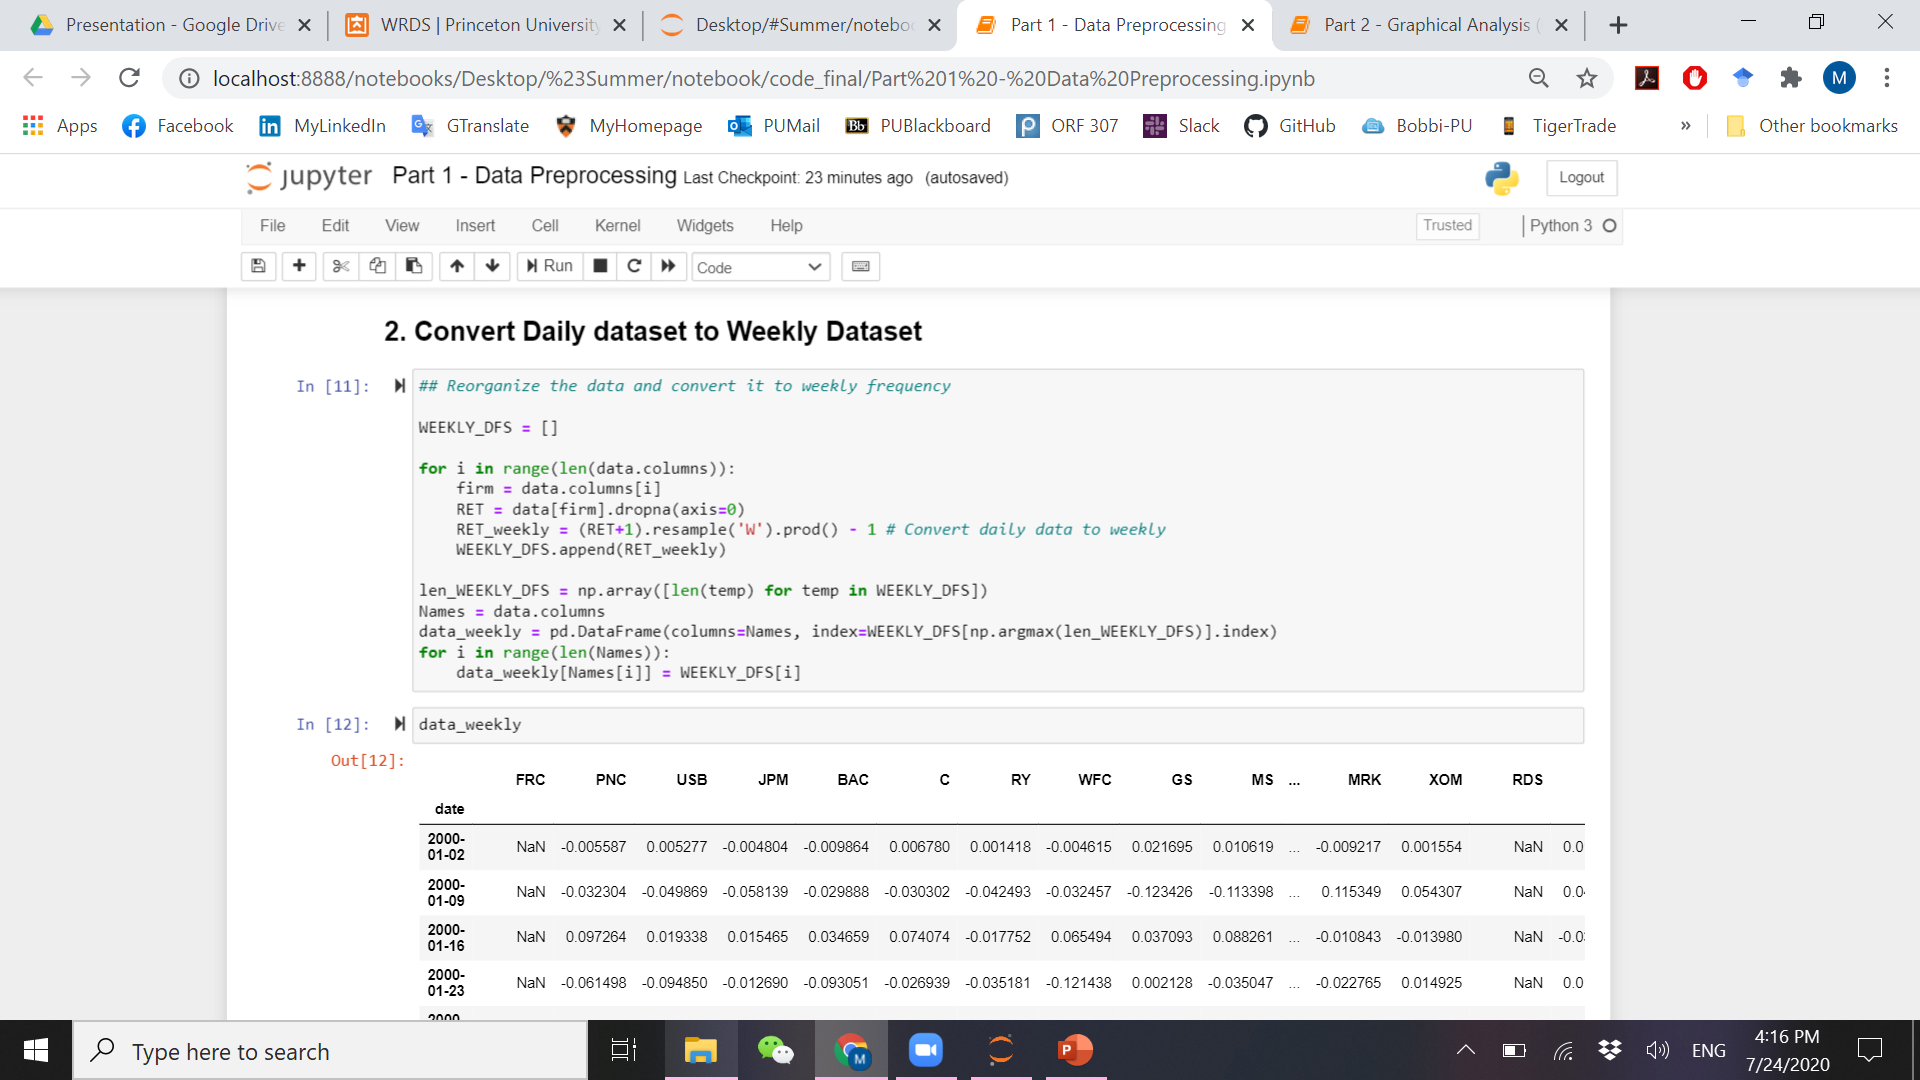 Presentation - Google Drive
WRDS | Princeton University
Desktop/#Summer/noteboo
Part 1 - Data Preprocessing
Part 2 - Graphical Analysis (
localhost:8888/notebooks/Desktop/%23Summer/notebook/code_final/Part%201%20-%20Data%20Preprocessing.ipynb
M
Apps Facebook MyLinkedIn GTranslate MyHomepage PUMail PUBlackboard ORF 307 Slack GitHub Bobbi-PU TigerTrade » Other bookmarks
jupyter Part 1 - Data Preprocessing Last Checkpoint: 23 minutes ago (autosaved) Logout
File Edit View Insert Cell Kernel Widgets Help Trusted Python 3
Run Code
2. Convert Daily dataset to Weekly Dataset
In [11]: ## Reorganize the data and convert it to weekly frequency
WEEKLY_DFS = []
for i in range(len(data.columns)):
firm = data.columns[i]
RET = data[firm].dropna(axis=0)
RET_weekly = (RET+1).resample('W').prod() - 1 # Convert daily data to weekly
WEEKLY_DFS.append(RET_weekly)
len_WEEKLY_DFS = np.array([len(temp) for temp in WEEKLY_DFS])
Names = data.columns
data_weekly = pd.DataFrame(columns=Names, index=WEEKLY_DFS[np.argmax(len_WEEKLY_DFS)].index)
for i in range(len(Names)):
data_weekly[Names[i]] = WEEKLY_DFS[i]
In [12]: data_weekly
Out[12]:
FRC PNC USB JPM BAC C RY WFC GS MS ... MRK XOM RDS
date
2000-01-02 NaN -0.005587 0.005277 -0.004804 -0.009864 0.006780 0.001418 -0.004615 0.021695 0.010619 ... -0.009217 0.001554 NaN 0.0
2000-01-09 NaN -0.032304 -0.049869 -0.058139 -0.029888 -0.030302 -0.042493 -0.032457 -0.123426 -0.113398 ... 0.115349 0.054307 NaN 0.0
2000-01-16 NaN 0.097264 0.019338 0.015465 0.034659 0.074074 -0.017752 0.065494 0.037093 0.088261 ... -0.010843 -0.013980 NaN -0.0
2000-01-23 NaN -0.061498 -0.094850 -0.012690 -0.093051 -0.026939 -0.035181 -0.121438 0.002128 -0.035047 ... -0.022765 0.014925 NaN 0.0
2000-
Type here to search
ENG
4:16 PM
7/24/2020